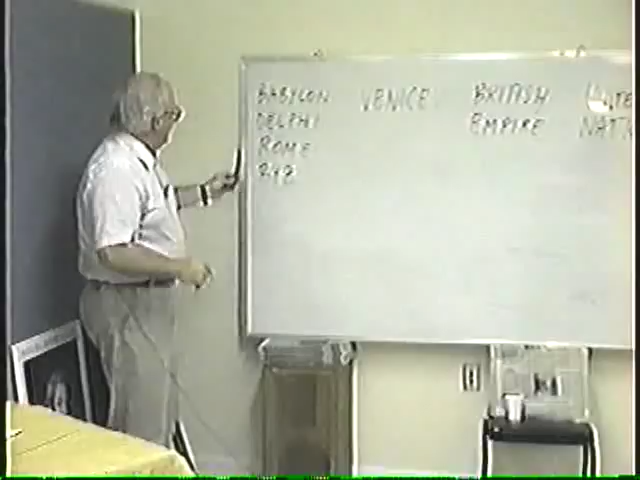 BABYLON
DELPHI
ROME
VENICE
BRITISH
EMPIRE